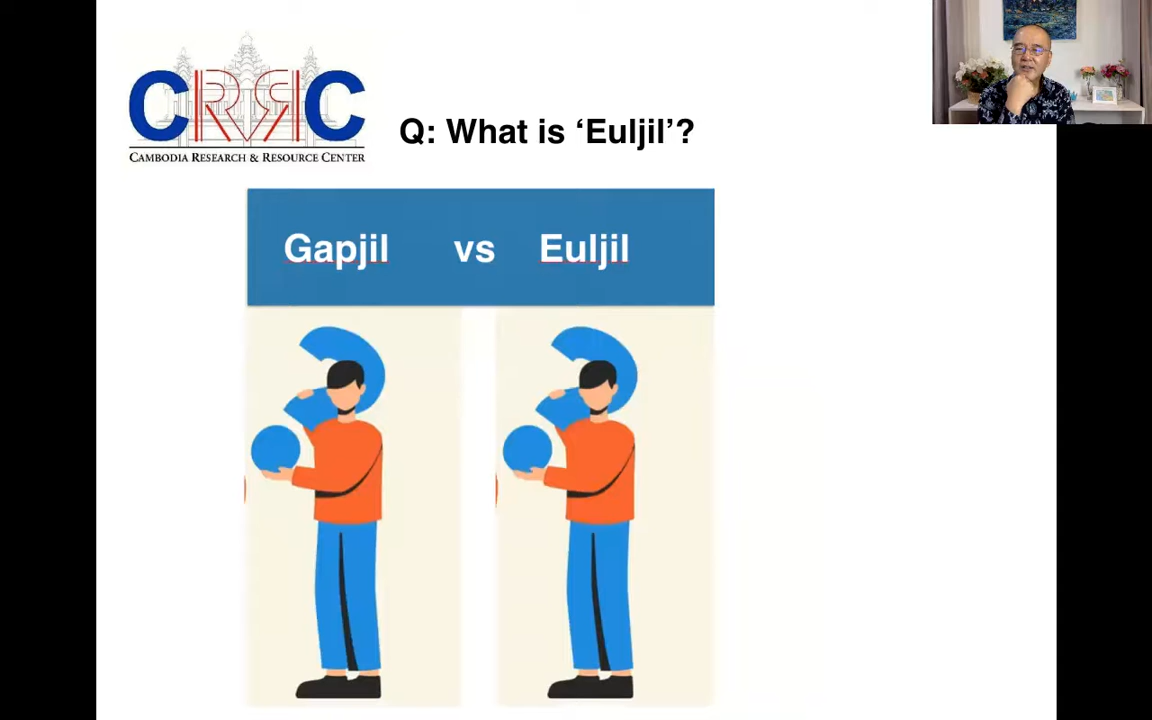 CRRC
CAMBODIA RESEARCH & RESOURCE CENTER
Q: What is ‘Euljil’?
Gapjil vs Euljil